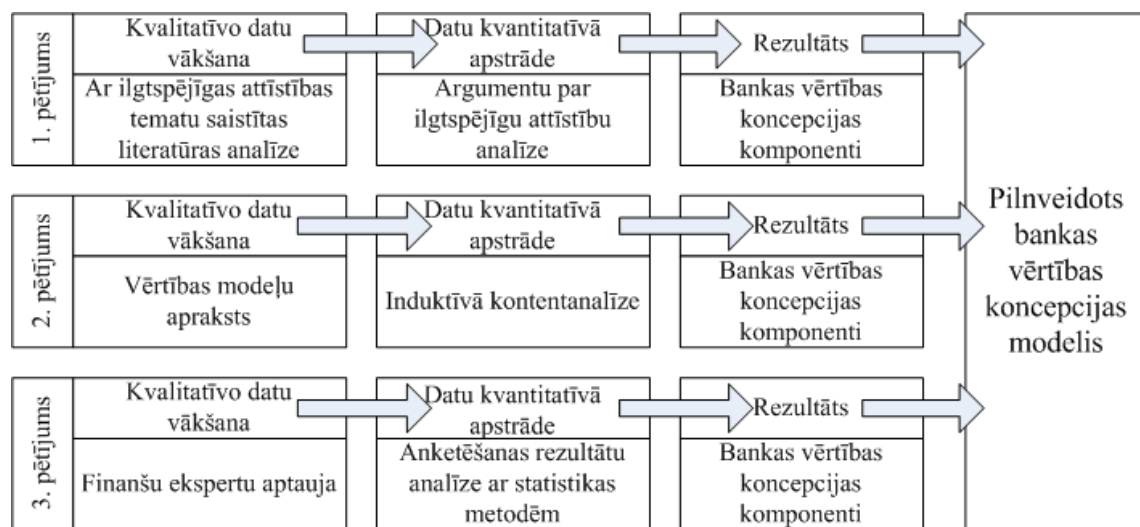 1. pētījums
Kvalitatīvo datu
vākšana
Ar ilgtspējīgas attīstības
tematu saistītas
literatūras analīze
Datu kvantitatīvā
apstrāde
Argumentu par
ilgtspējīgu attīstību
analīze
Rezultāts
Bankas vērtības
koncepcijas
komponenti
2. pētījums
Kvalitatīvo datu
vākšana
Vērtības modeļu
apraksts
Datu kvantitatīvā
apstrāde
Induktīvā kontentanalīze
Rezultāts
Bankas vērtības
koncepcijas
komponenti
3. pētījums
Kvalitatīvo datu
vākšana
Finanšu ekspertu aptauja
Datu kvantitatīvā
apstrāde
Anketēšanas rezultātu
analīze ar statistikas
metodēm
Rezultāts
Bankas vērtības
koncepcijas
komponenti
Pilnveidots
bankas
vērtības
koncepcijas
modelis